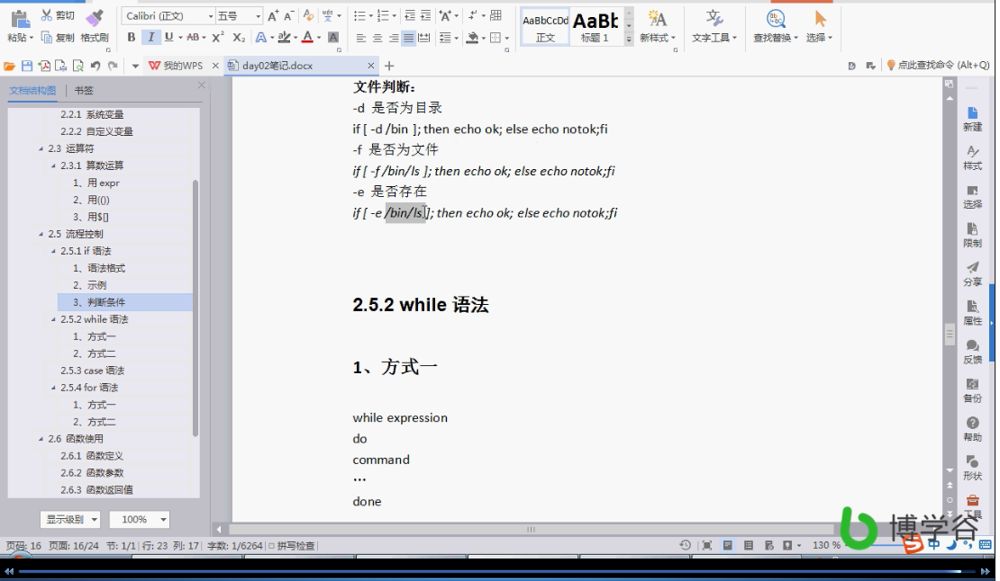 剪切
Calibri (正文)
五号
粘贴
复制
格式刷
B I U AB X² X₂ A A A
AaBbCcDd
正文
AaBb
标题 1
新样式
文字工具
查找替换
选择
我的WPS
day02笔记.docx
点此查找命令 (Alt+Q)
文档结构图
书签
2.2.1 系统变量
2.2.2 自定义变量
2.3 运算符
2.3.1 算数运算
1、用 expr
2、用(())
3、用$[]
2.5 流程控制
2.5.1 if 语法
1、语法格式
2、示例
3、判断条件
2.5.2 while 语法
1、方式一
2、方式二
2.5.3 case 语法
2.5.4 for 语法
1、方式一
2、方式二
2.6 函数使用
2.6.1 函数定义
2.6.2 函数参数
2.6.3 函数返回值
显示级别
100%
文件判断：
-d 是否为目录
if [ -d /bin ]; then echo ok; else echo notok;fi
-f 是否为文件
if [ -f /bin/ls ]; then echo ok; else echo notok;fi
-e 是否存在
if [ -e /bin/ls ]; then echo ok; else echo notok;fi
2.5.2 while 语法
1、方式一
while expression
do
command
…
done
新建
样式
选择
限制
分享
属性
反馈
备份
帮助
形状
工具
博学谷
页码: 16 页面: 16/24 节: 1/1 行: 23 列: 17 字数: 1/6264 拼写检查
130 %
中